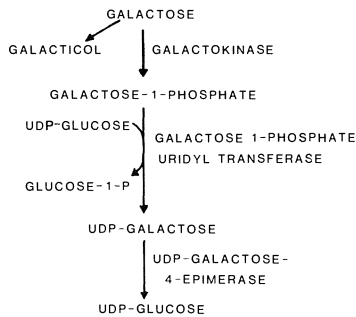 GALACTOSE
GALACTICOL
GALACTOKINASE
GALACTOSE-1-PHOSPHATE
UDP-GLUCOSE
GALACTOSE 1-PHOSPHATE
URIDYL TRANSFERASE
GLUCOSE-1-P
UDP-GALACTOSE
UDP-GALACTOSE-
4-EPIMERASE
UDP-GLUCOSE